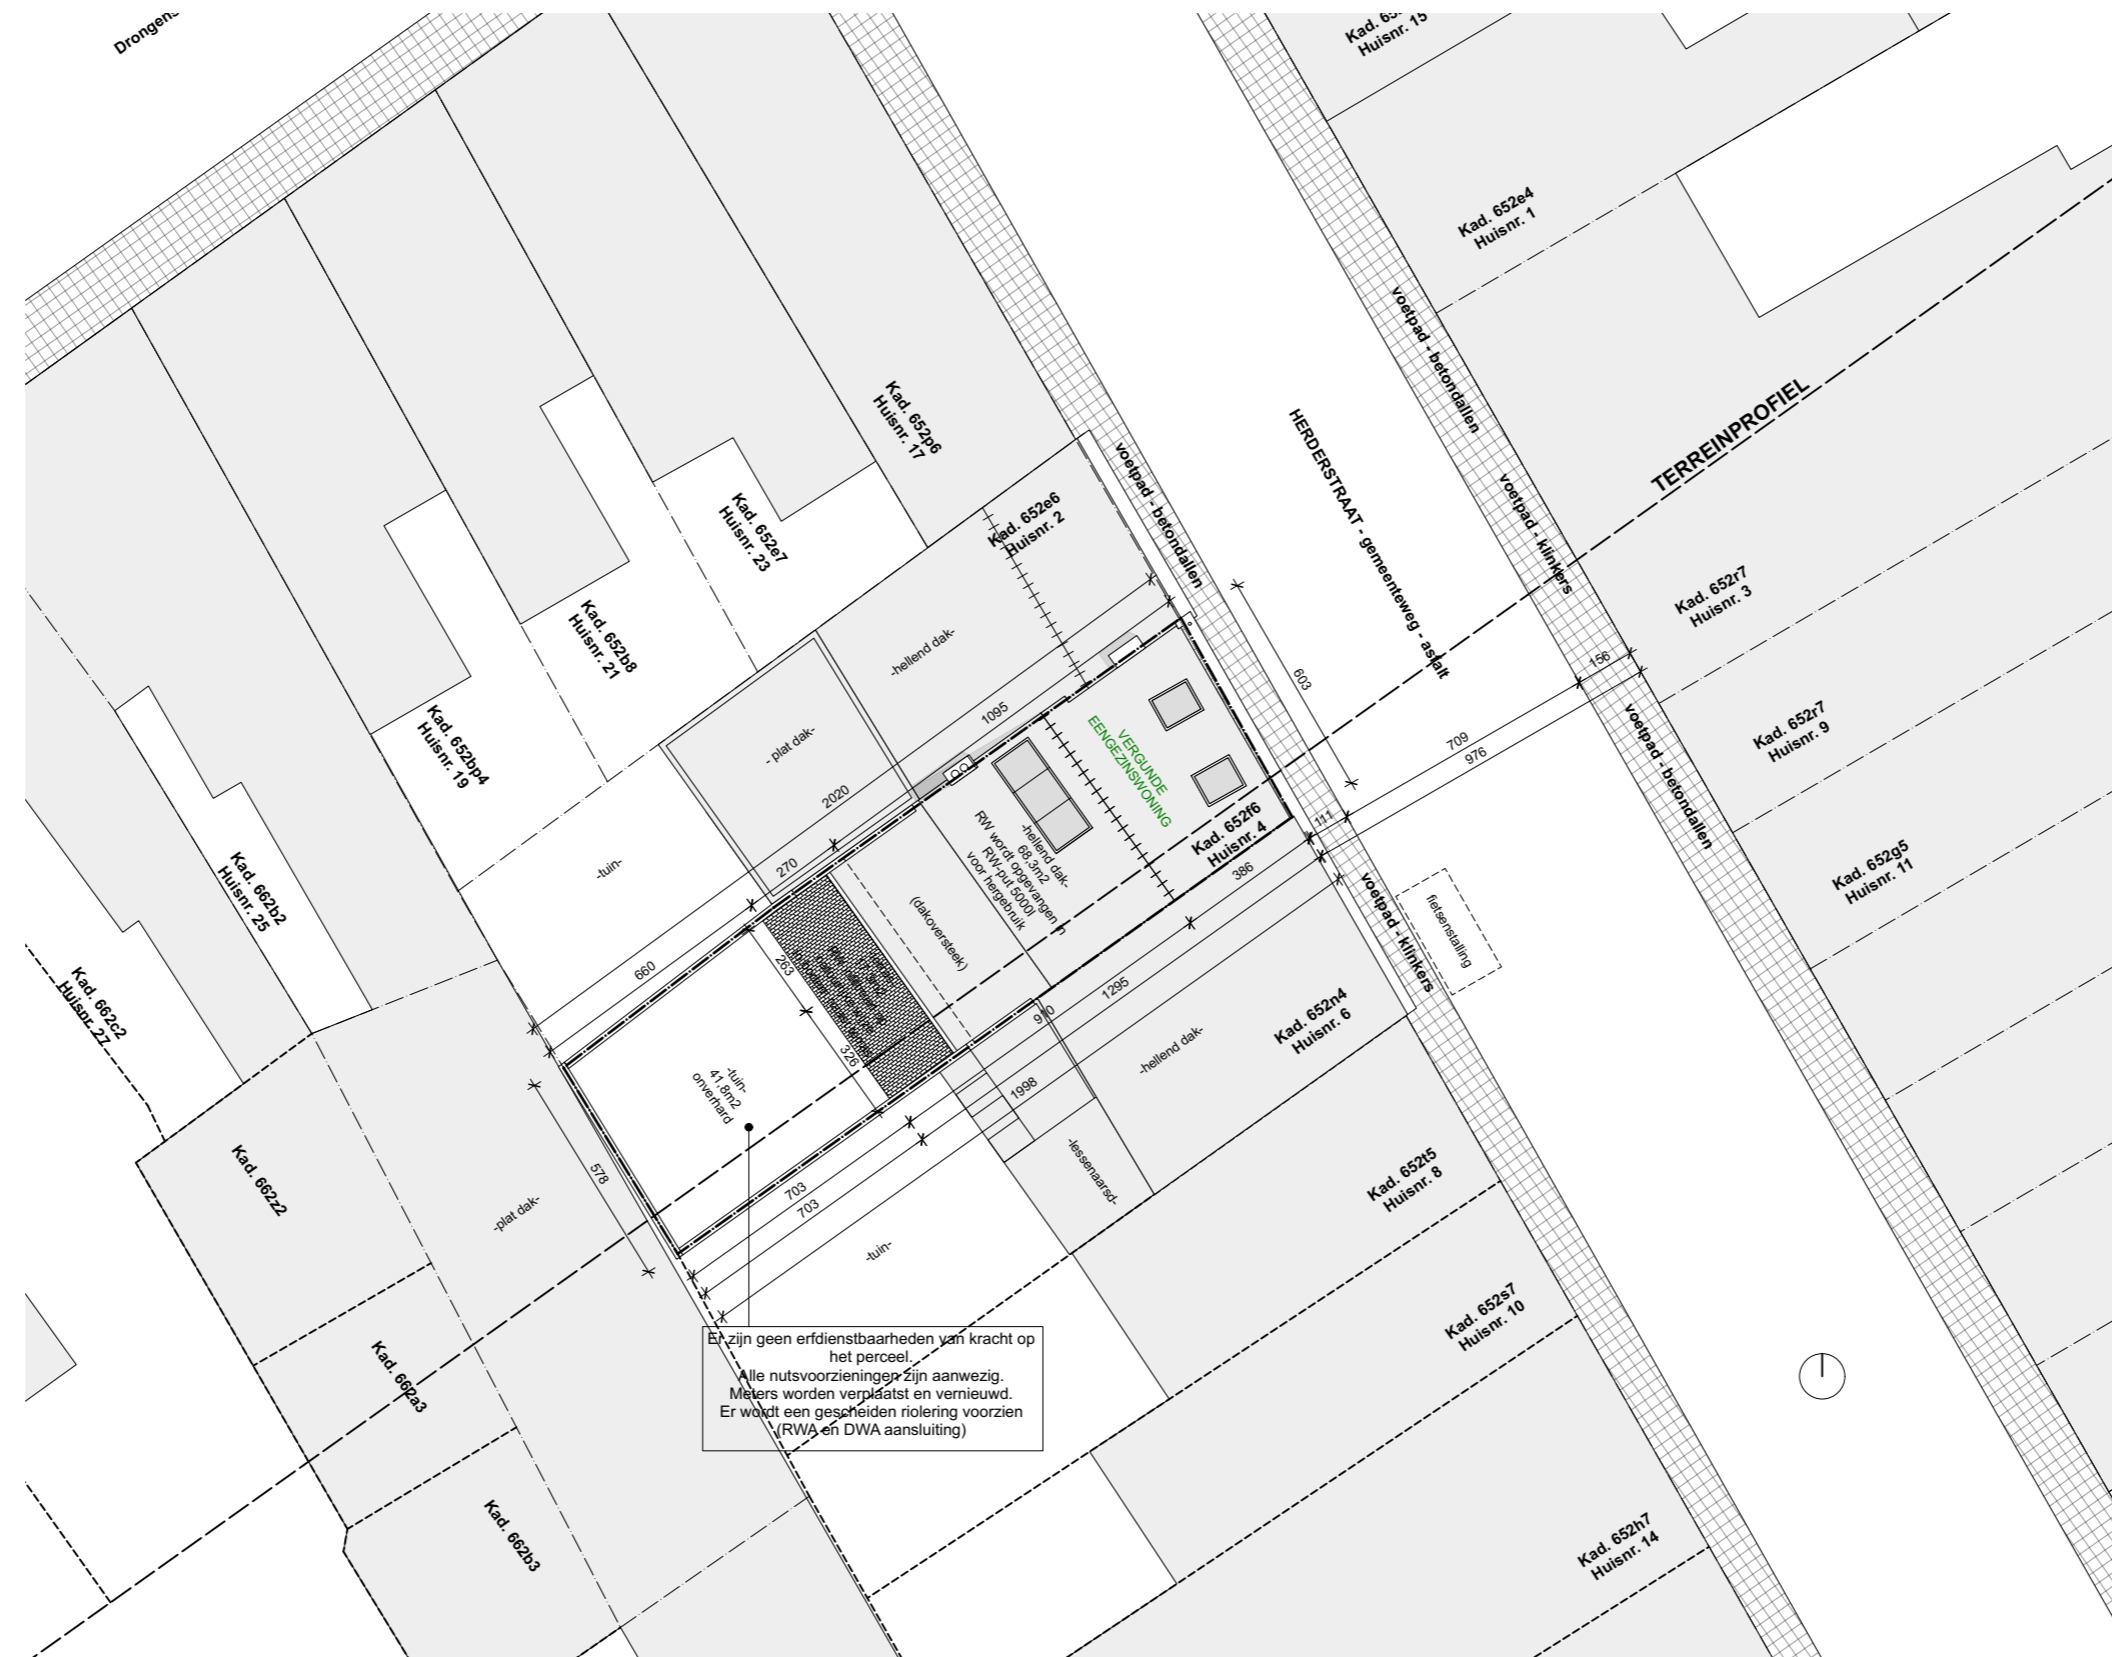 Drongens
Huisnr. 15
Kad. 652e4
Huisnr. 1
voetpad - betondallen
TERREINPROFIEL
Kad. 652p6
Huisnr. 17
HERDERSTRAAT - gemeenteweg - asfalt
voetpad - betondallen
voetpad - klinkers
Kad. 652e7
Huisnr. 23
Kad. 652e6
Huisnr. 2
Kad. 652r7
Huisnr. 3
Kad. 652b8
Huisnr. 21
-hellend dak-
603
156
Kad. 652bp4
Huisnr. 19
- plat dak-
1095
VERGUNDE
EENGEZINSWONING
709
976
Kad. 652r7
Huisnr. 9
voetpad - betondallen
2020
Kad. 652f6
Huisnr. 4
111
-hellend dak-
68,3m2
RW wordt opgevangen in
RW-put 5000l
voor hergebruik
-tuin-
270
386
Kad. 662b2
Huisnr. 25
Kad. 652g5
Huisnr. 11
(dakoversteek)
voetpad - klinkers
fietsenstalling
660
263
Kad. 662c2
Huisnr. 27
1295
910
326
Kad. 652n4
Huisnr. 6
-hellend dak-
-tuin-
41,8m2
onverhard
1998
578
Kad. 662z2
-plat dak-
703
703
-lessenaarsd-
Kad. 652t5
Huisnr. 8
-tuin-
Kad. 652s7
Huisnr. 10
Er zijn geen erfdienstbaarheden van kracht op
het perceel.
Alle nutsvoorzieningen zijn aanwezig.
Meters worden verplaatst en vernieuwd.
Er wordt een gescheiden riolering voorzien
(RWA en DWA aansluiting)
Kad. 662a3
Kad. 662b3
Kad. 652h7
Huisnr. 14